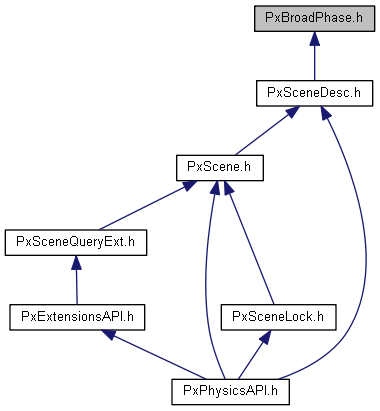 PxBroadPhase.h
PxSceneDesc.h
PxScene.h
PxSceneQueryExt.h
PxExtensionsAPI.h
PxSceneLock.h
PxPhysicsAPI.h